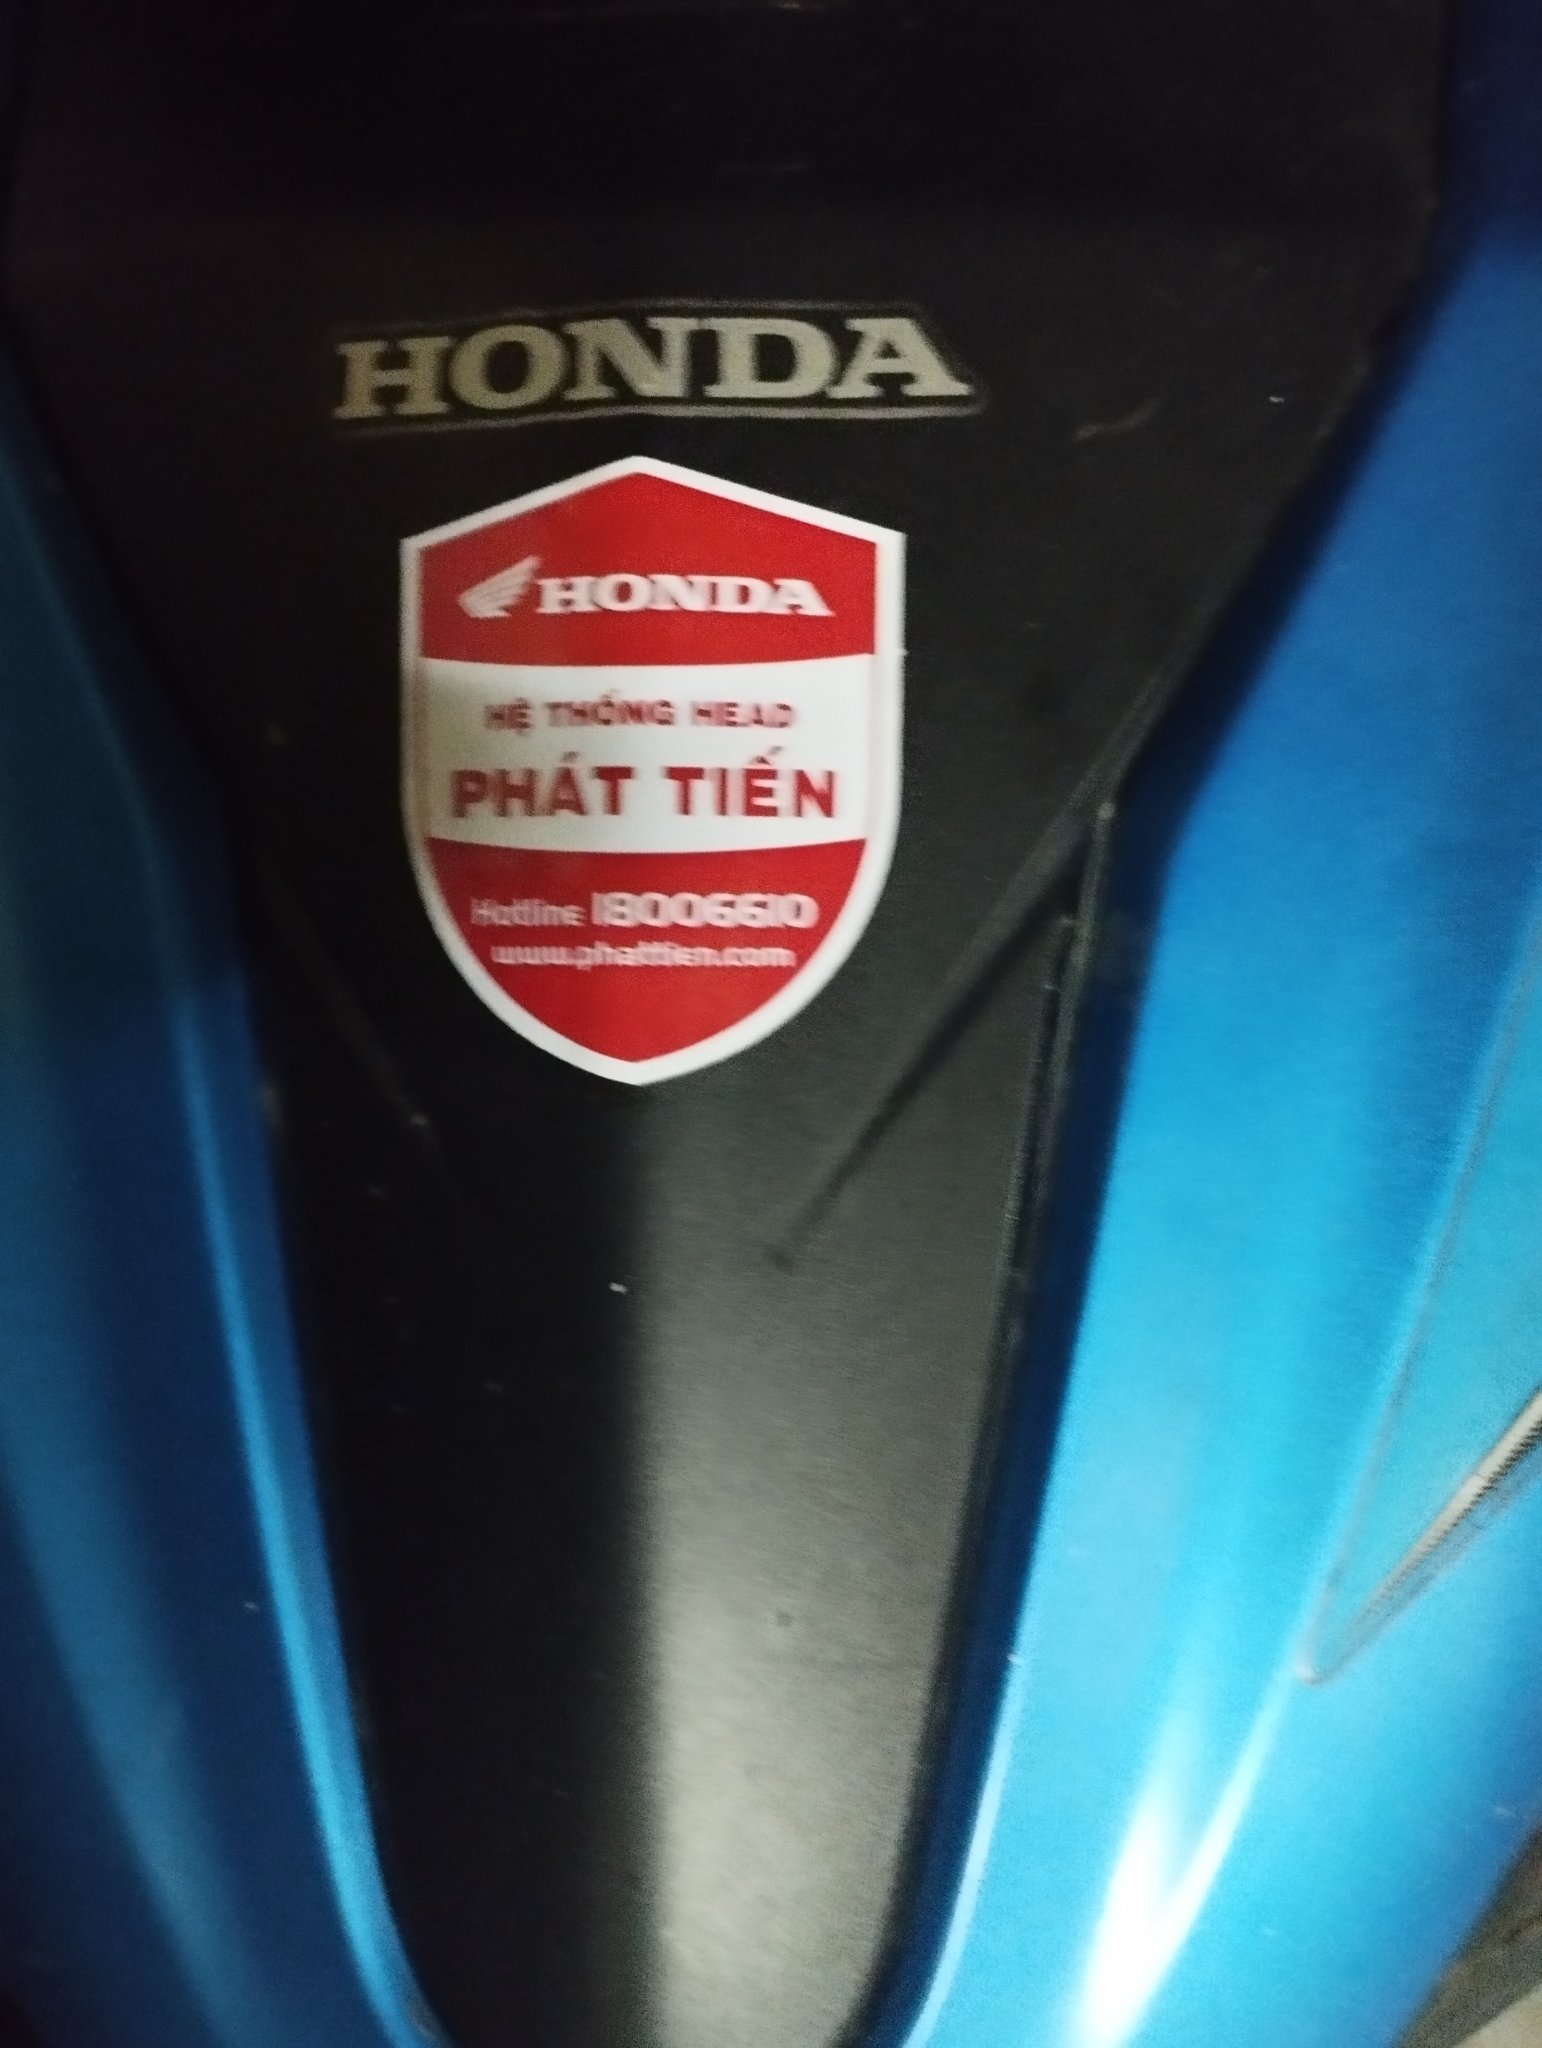 HONDA
HONDA
HỆ THỐNG HEAD
PHÁT TIẾN
Hotline 18006610
www.phattien.com